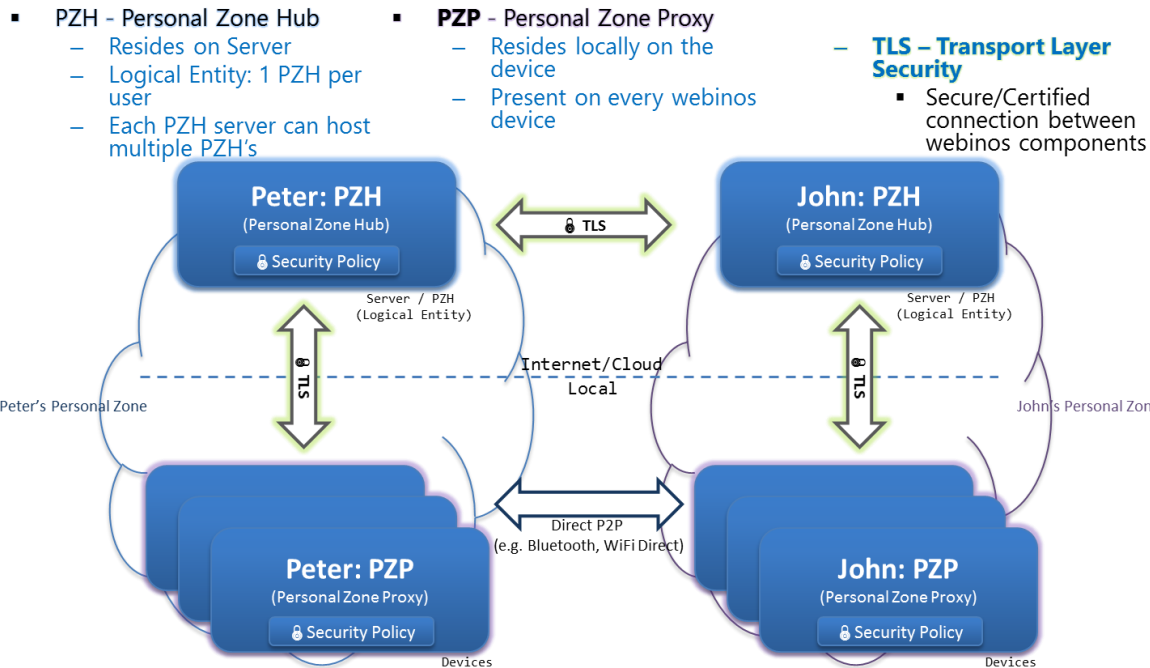 ▪ PZH - Personal Zone Hub
– Resides on Server
– Logical Entity: 1 PZH per
user
– Each PZH server can host
multiple PZH's
▪ PZP - Personal Zone Proxy
– Resides locally on the
device
– Present on every webinos
device
– TLS – Transport Layer
Security
▪ Secure/Certified
connection between
webinos components
Peter: PZH
(Personal Zone Hub)
Security Policy
TLS
John: PZH
(Personal Zone Hub)
Security Policy
Server / PZH
(Logical Entity)
Server / PZH
(Logical Entity)
TLS
TLS
Internet/Cloud
Local
Peter's Personal Zone
John's Personal Zon
Direct P2P
(e.g. Bluetooth, WiFi Direct)
Peter: PZP
(Personal Zone Proxy)
Security Policy
Devices
John: PZP
(Personal Zone Proxy)
Security Policy
Devices